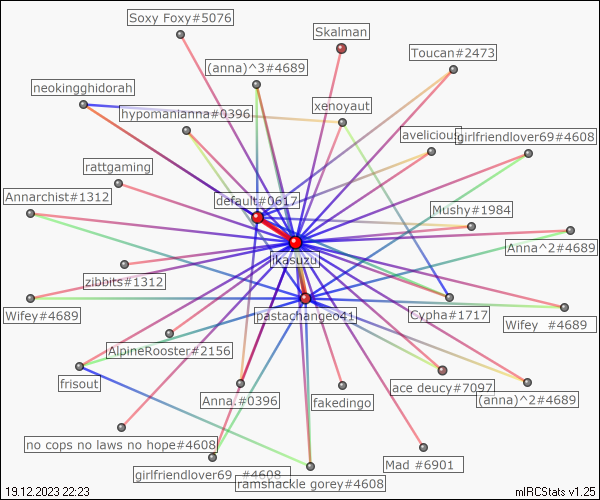 Soxy Foxy#5076
Skalman
Toucan#2473
(anna)^3#4689
neokingghidorah
xenoyaut
hypomanianna#0396
avelicious
girlfriendlover69#4608
rattgaming
Annarchist#1312
default#0617
Mushy#1984
Anna^2#4689
jkasuzu
zibbits#1312
Wifey#4689
pastachangeo41
Cypha#1717
Wifey #4689
AlpineRooster#2156
frisout
ace deucy#7097
Anna.#0396
fakedingo
(anna)^2#4689
no cops no laws no hope#4608
Mad #6901
girlfriendlover69 #4608
ramshackle gorey#4608
19.12.2023 22:23
mIRCStats v1.25